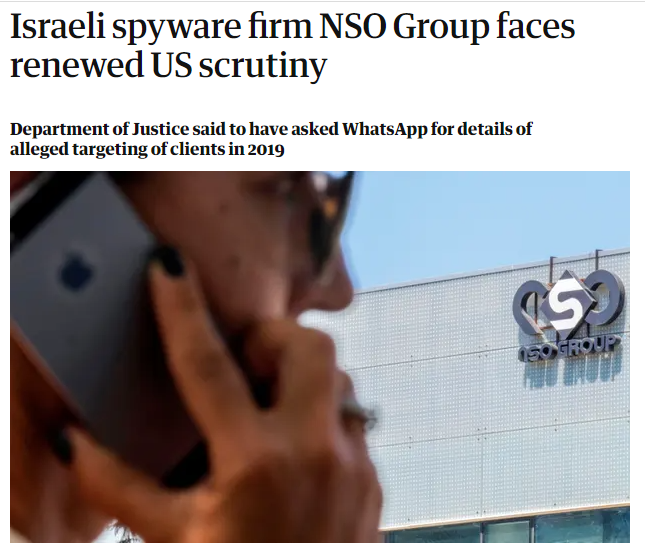 Israeli spyware firm NSO Group faces
renewed US scrutiny
Department of Justice said to have asked WhatsApp for details of
alleged targeting of clients in 2019
NSO
NSO GROUP